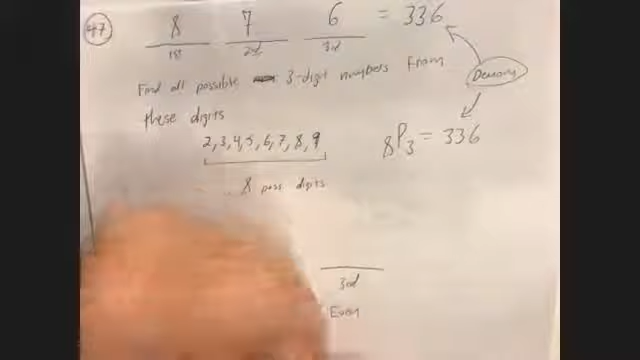 47
8 7 6 = 336
1st 2nd 3rd
Find all possible 3-digit numbers from
these digits
Demons
2,3,4,5,6,7,8,9
8P3 = 336
8 poss digits
3rd
Even